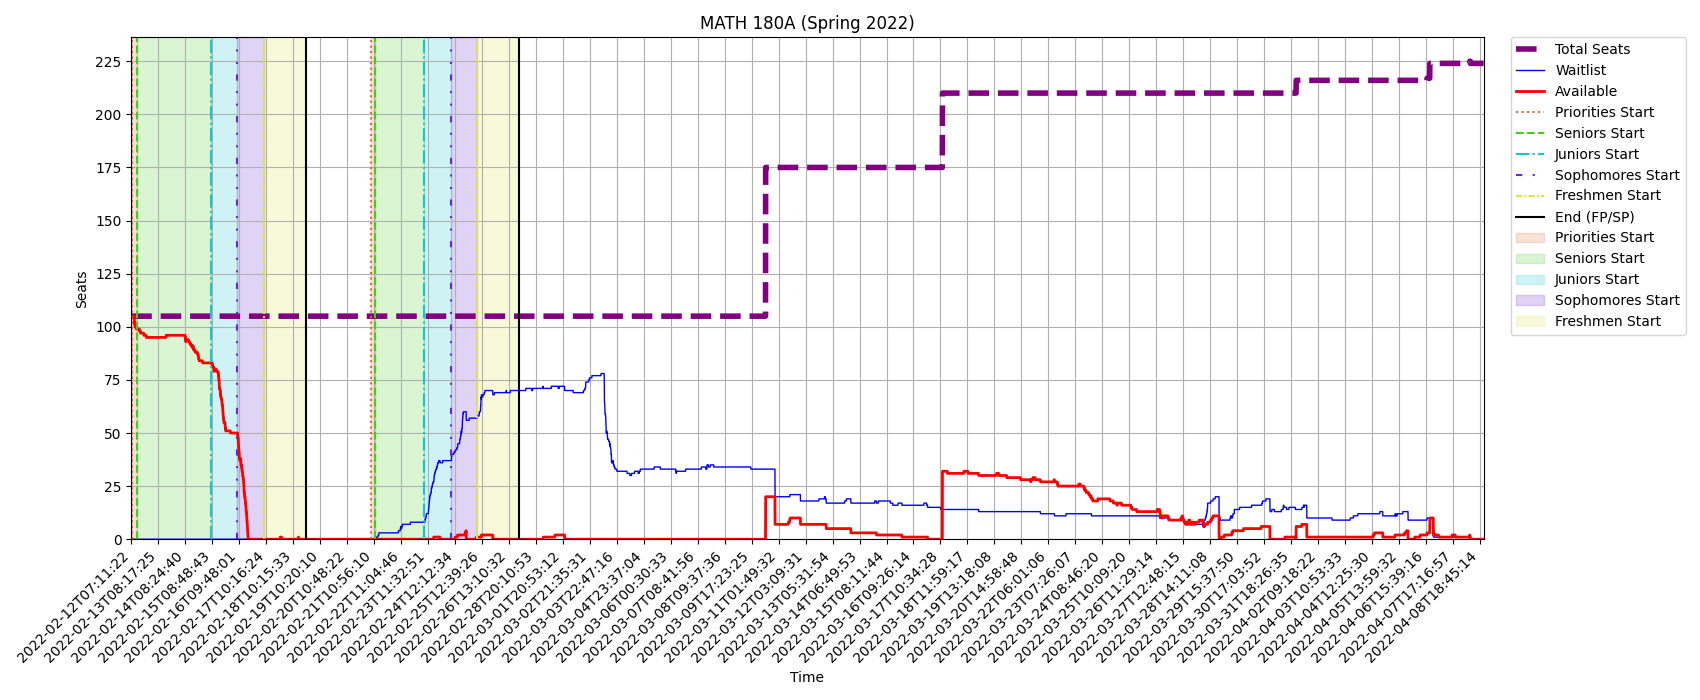 MATH 180A (Spring 2022)
Seats
225
200
175
150
125
100
75
50
25
0
2022-02-12T07:11:22
2022-02-13T08:17:25
2022-02-14T08:24:40
2022-02-15T08:48:43
2022-02-16T09:48:01
2022-02-17T10:16:24
2022-02-18T10:15:33
2022-02-19T10:20:16
2022-02-20T10:48:22
2022-02-21T10:56:10
2022-02-22T11:04:46
2022-02-23T11:32:51
2022-02-24T12:12:34
2022-02-25T12:39:26
2022-02-26T13:10:32
2022-02-28T20:10:53
2022-03-01T20:53:12
2022-03-02T21:35:31
2022-03-03T22:47:16
2022-03-04T23:37:04
2022-03-06T00:30:33
2022-03-07T08:41:56
2022-03-08T09:37:36
2022-03-09T17:23:25
2022-03-11T01:49:32
2022-03-12T03:09:31
2022-03-13T05:31:54
2022-03-14T06:49:53
2022-03-15T08:11:44
2022-03-16T09:26:14
2022-03-17T10:34:28
2022-03-18T11:59:17
2022-03-19T13:18:08
2022-03-20T14:58:48
2022-03-22T06:01:06
2022-03-23T07:26:07
2022-03-24T08:46:20
2022-03-25T10:09:20
2022-03-26T11:29:14
2022-03-27T12:48:15
2022-03-28T14:11:08
2022-03-29T15:37:50
2022-03-30T17:03:52
2022-03-31T18:26:35
2022-04-02T09:18:22
2022-04-03T10:53:33
2022-04-04T12:25:30
2022-04-05T13:59:32
2022-04-06T15:39:16
2022-04-07T17:16:57
2022-04-08T18:45:14
Time
Total Seats
Waitlist
Available
Priorities Start
Seniors Start
Juniors Start
Sophomores Start
Freshmen Start
End (FP/SP)
Priorities Start
Seniors Start
Juniors Start
Sophomores Start
Freshmen Start